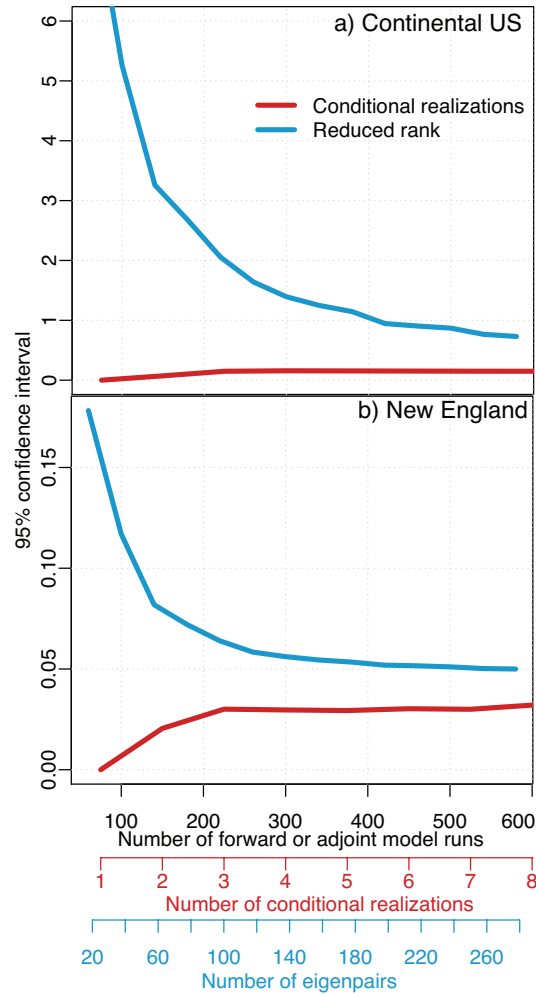 a) Continental US
Conditional realizations
Reduced rank
6
5
4
3
2
1
0
95% confidence interval
b) New England
0.15
0.10
0.05
0.00
100 200 300 400 500 600
Number of forward or adjoint model runs
1 2 3 4 5 6 7 8
Number of conditional realizations
20 60 100 140 180 220 260
Number of eigenpairs